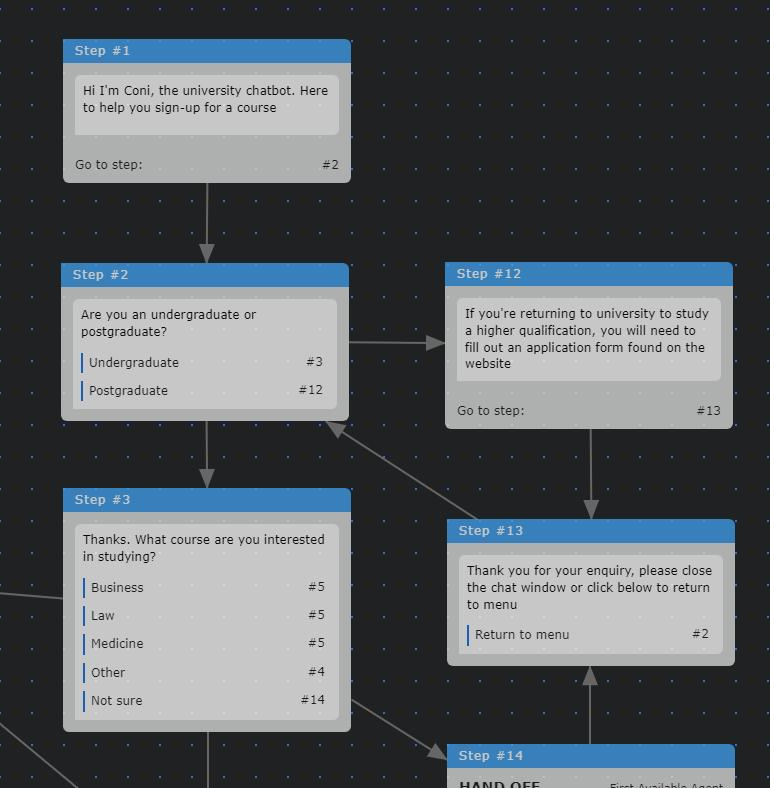 Step #1
Hi I'm Coni, the university chatbot. Here
to help you sign-up for a course
Go to step: #2
Step #2
Are you an undergraduate or
postgraduate?
Undergraduate #3
Postgraduate #12
Step #12
If you're returning to university to study
a higher qualification, you will need to
fill out an application form found on the
website
Go to step: #13
Step #3
Thanks. What course are you interested
in studying?
Business #5
Law #5
Medicine #5
Other #4
Not sure #14
Step #13
Thank you for your enquiry, please close
the chat window or click below to return
to menu
Return to menu #2
Step #14
HAND OFF First Available Agent